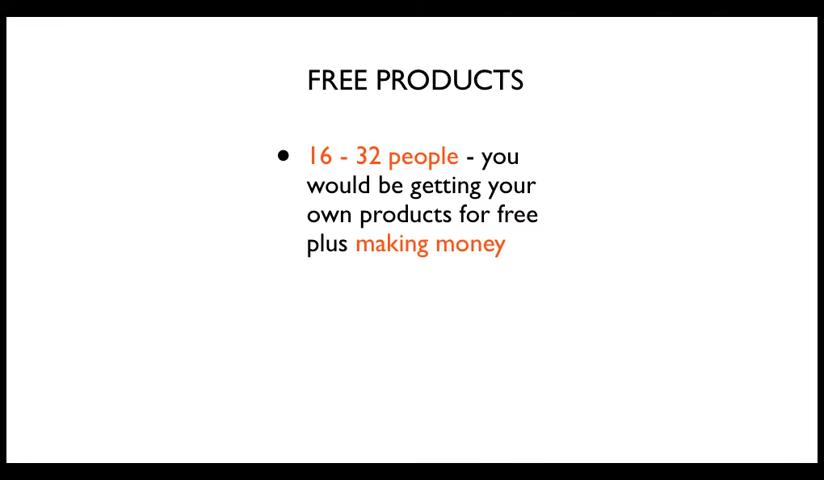 FREE PRODUCTS
• 16 - 32 people - you
would be getting your
own products for free
plus making money